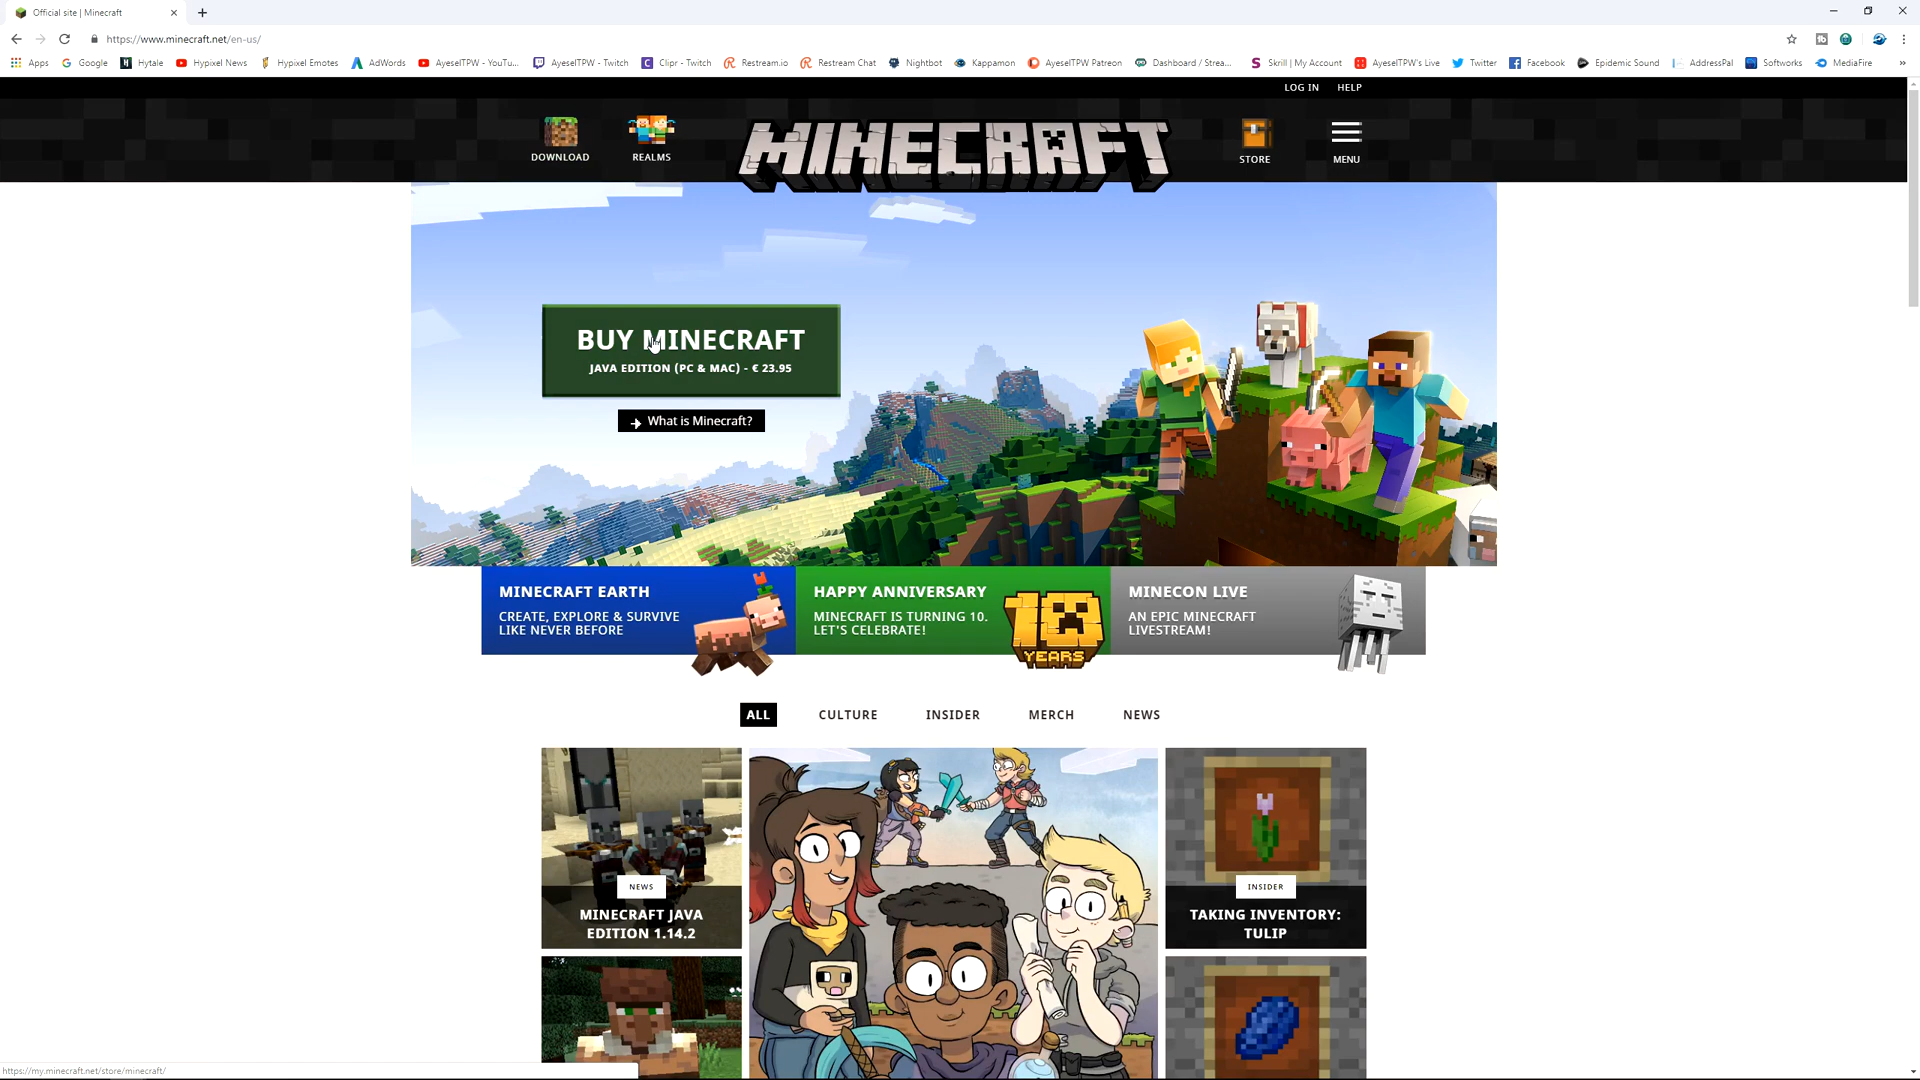 Official site | Minecraft
https://www.minecraft.net/en-us/
Apps
Google
Hytale
Hypixel News
Hypixel Emotes
AdWords
AyeselTPW - YouTu...
AyeselTPW - Twitch
Clipr - Twitch
Restream.io
Restream Chat
Nightbot
Kappamon
AyeselTPW Patreon
Dashboard / Strea...
Skrill | My Account
AyeselTPW's Live
Twitter
Facebook
Epidemic Sound
AddressPal
Softworks
MediaFire
LOG IN
HELP
DOWNLOAD
REALMS
MINECRAFT
STORE
MENU
BUY MINECRAFT
JAVA EDITION (PC & MAC) - € 23.95
What is Minecraft?
MINECRAFT EARTH
CREATE, EXPLORE & SURVIVE
LIKE NEVER BEFORE
HAPPY ANNIVERSARY
MINECRAFT IS TURNING 10.
LET'S CELEBRATE!
10
YEARS
MINECON LIVE
AN EPIC MINECRAFT
LIVESTREAM!
ALL
CULTURE
INSIDER
MERCH
NEWS
NEWS
MINECRAFT JAVA
EDITION 1.14.2
INSIDER
TAKING INVENTORY:
TULIP
https://my.minecraft.net/store/minecraft/